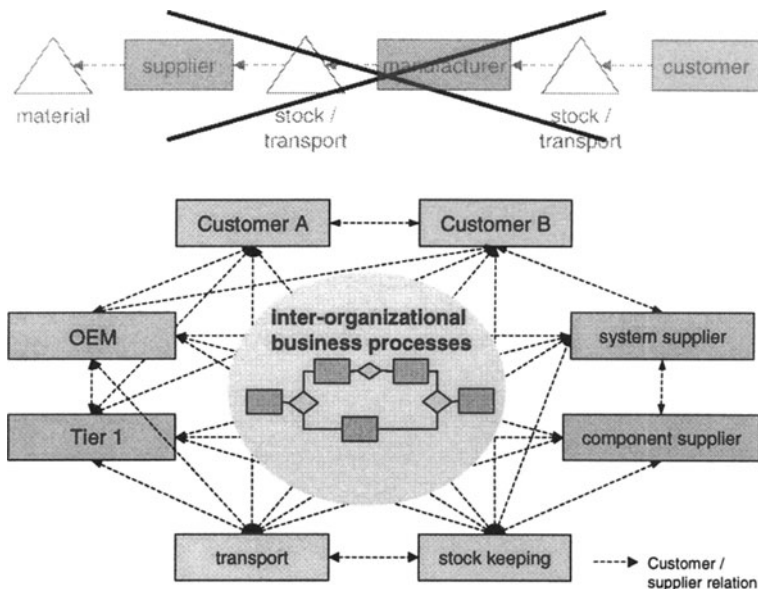 supplier
manufacturer
customer
material
stock /
transport
stock /
transport
Customer A
Customer B
inter-organizational
business processes
OEM
system supplier
Tier 1
component supplier
transport
stock keeping
Customer /
supplier relation